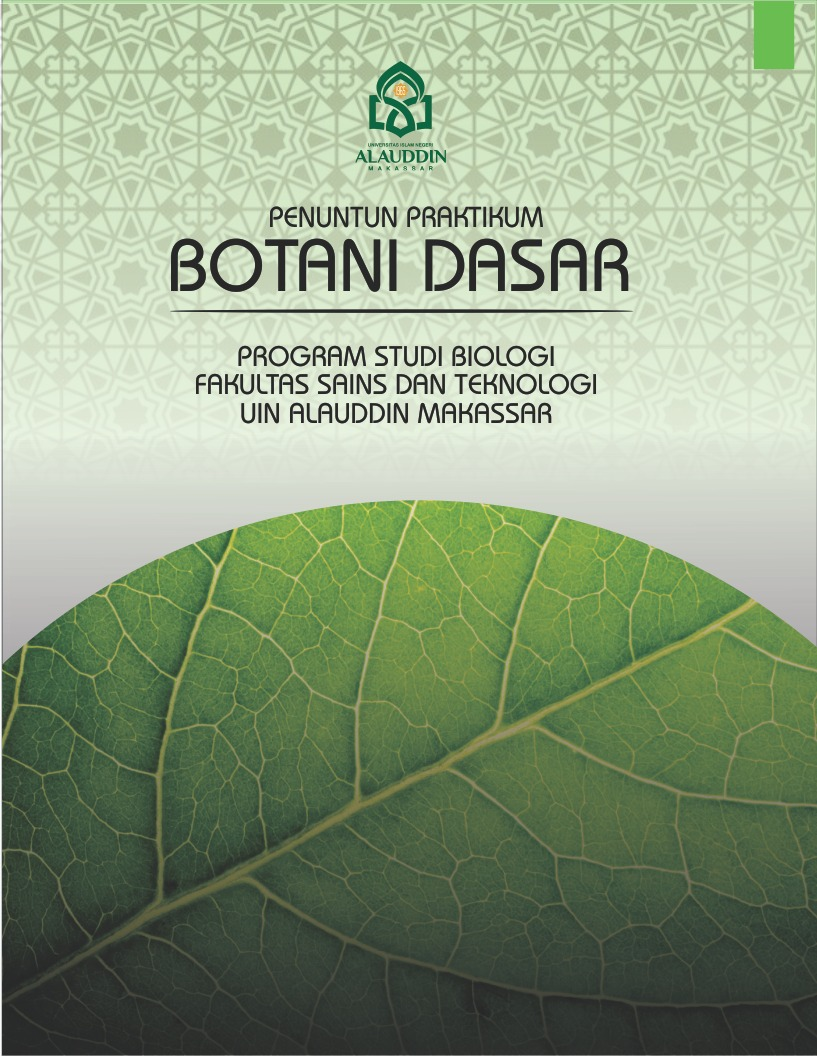 UNIVERSITAS ISLAM NEGERI
ALAUDDIN
MAKASSAR
PENUNTUN PRAKTIKUM
BOTANI DASAR
PROGRAM STUDI BIOLOGI
FAKULTAS SAINS DAN TEKNOLOGI
UIN ALAUDDIN MAKASSAR